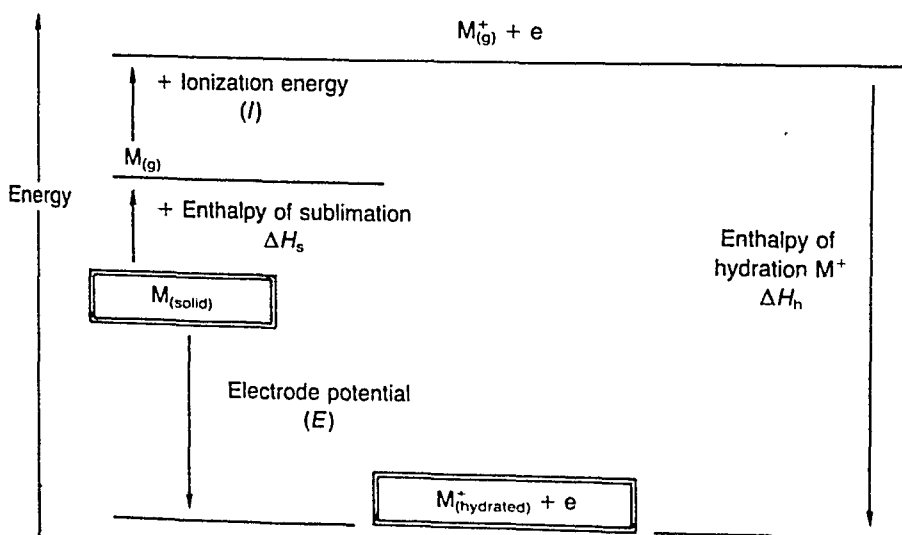 M⁺(g) + e
+ Ionization energy
(I)
M(g)
Energy
+ Enthalpy of sublimation
ΔHs
M(solid)
Enthalpy of
hydration M⁺
ΔHh
Electrode potential
(E)
M⁺(hydrated) + e